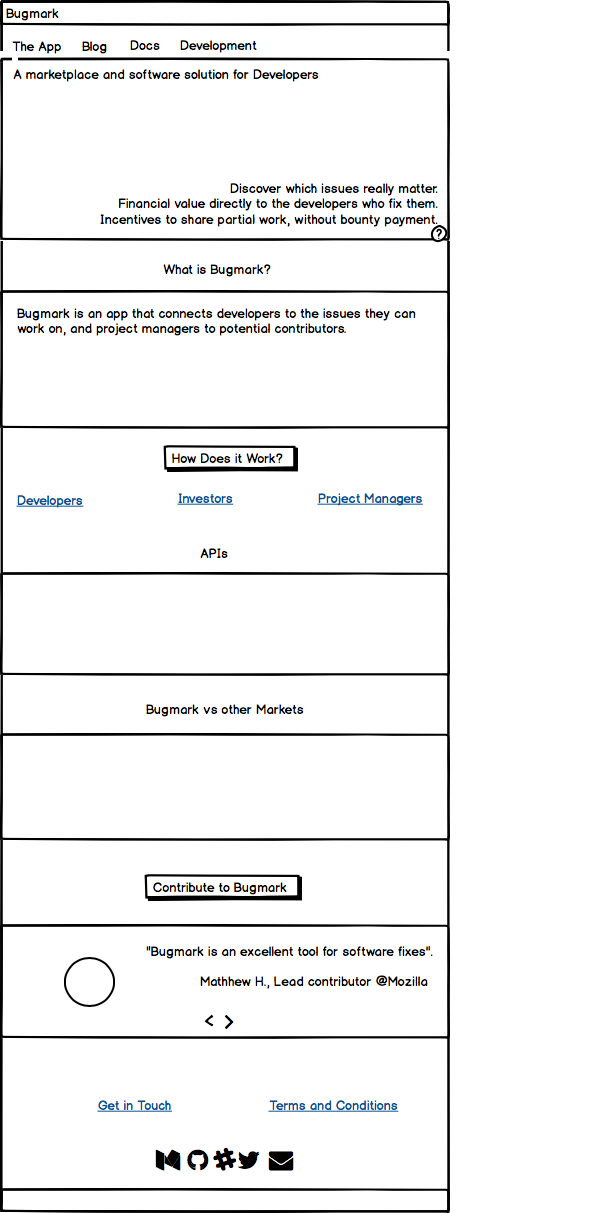 Bugmark
The App Blog Docs Development
A marketplace and software solution for Developers
Discover which issues really matter.
Financial value directly to the developers who fix them.
Incentives to share partial work, without bounty payment.
?
What is Bugmark?
Bugmark is an app that connects developers to the issues they can
work on, and project managers to potential contributors.
How Does it Work?
Developers Investors Project Managers
APIs
Bugmark vs other Markets
Contribute to Bugmark
"Bugmark is an excellent tool for software fixes".
Mathhew H., Lead contributor @Mozilla
< >
Get in Touch Terms and Conditions